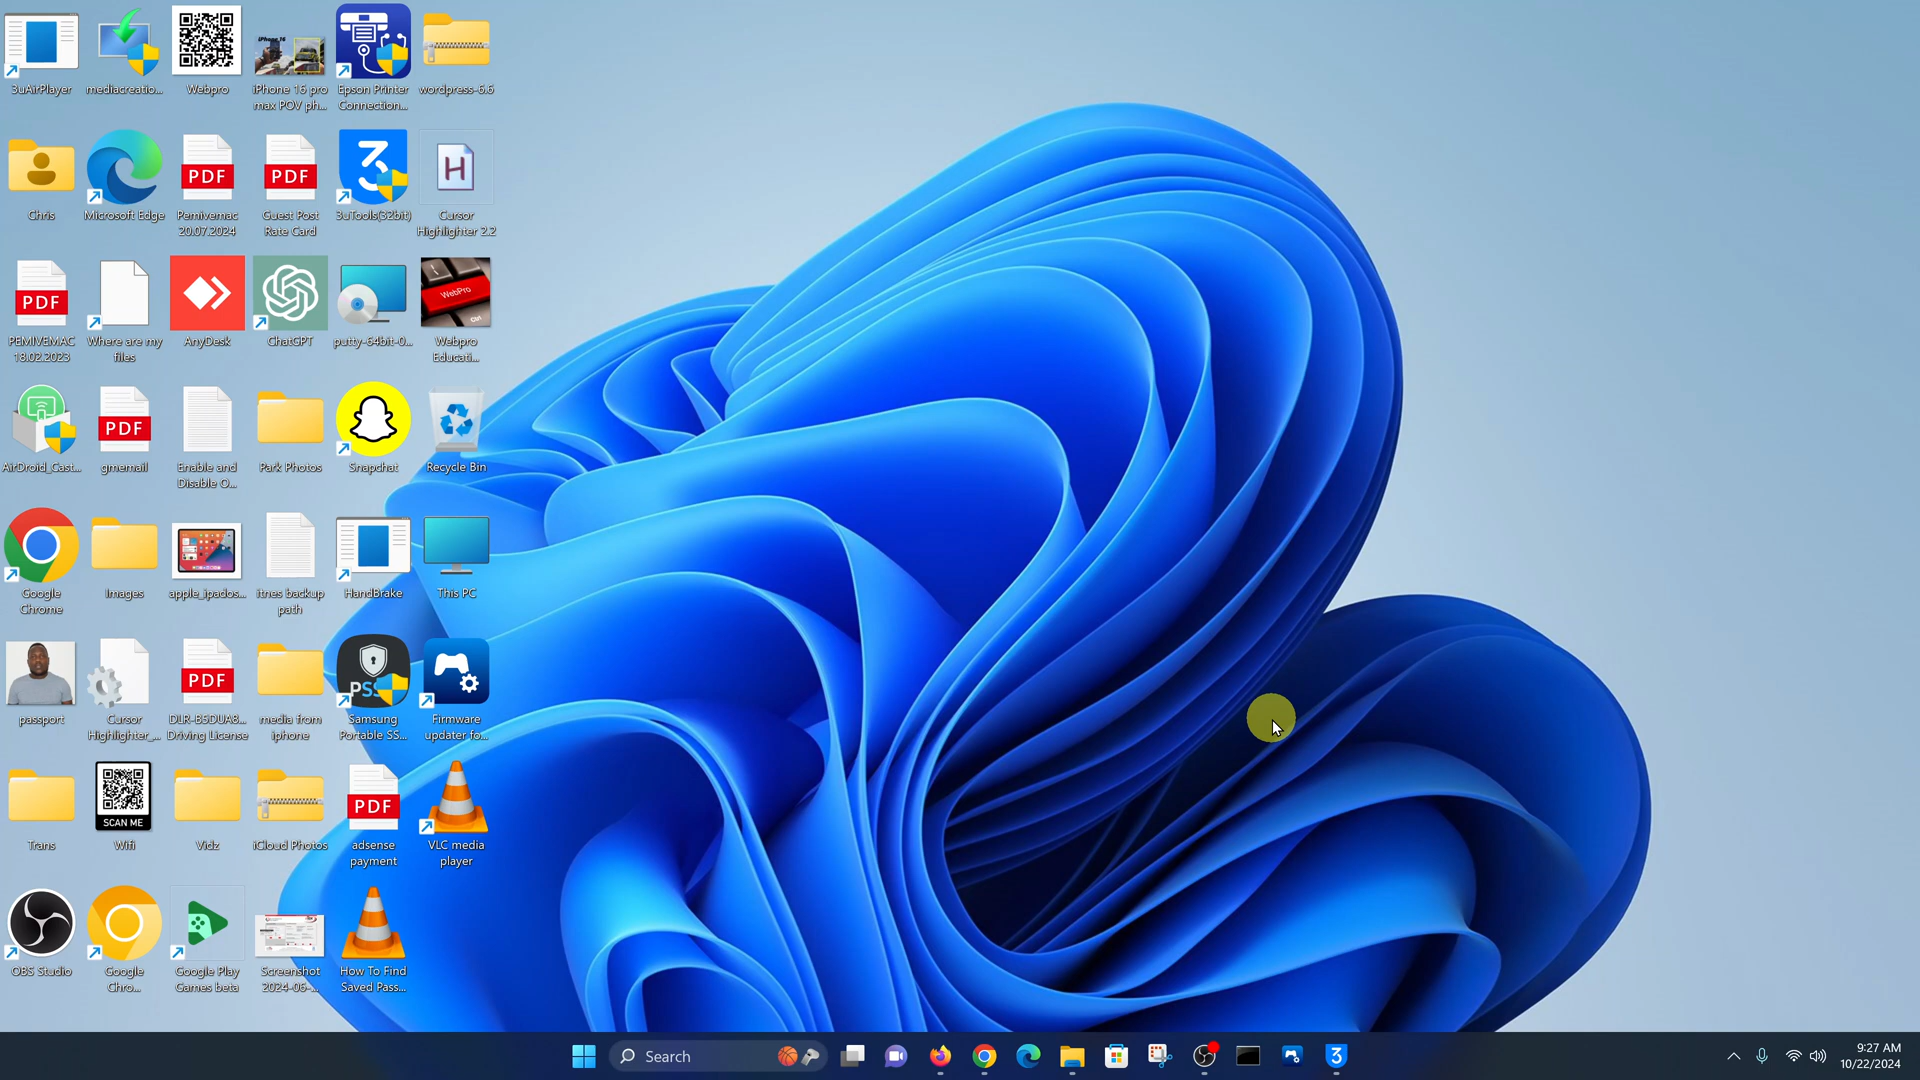 3uAirPlayer
mediacreatio...
Webpro
iPhone 16
iPhone 16 pro
max POV ph...
Epson Printer
Connection...
wordpress-6.6
Chris
Microsoft Edge
PDF
Pemivemac
20.07.2024
PDF
Guest Post
Rate Card
3uTools(32bit)
H
Cursor
Highlighter 2.2
PDF
PEMIVEMAC
18.02.2023
Where are my
files
AnyDesk
ChatGPT
putty-64bit-0...
WebPro
Ctrl
Webpro
Educati...
AirDroid_Cast...
PDF
gmemail
Enable and
Disable O...
Park Photos
Snapchat
Recycle Bin
Google
Chrome
Images
apple_ipados...
itnes backup
path
HandBrake
This PC
passport
Cursor
Highlighter_...
PDF
DLR-B5DUA8...
Driving License
media from
iphone
PSS
Samsung
Portable SS...
Firmware
updater fo...
Trans
SCAN ME
Wifi
Vidz
iCloud Photos
PDF
adsense
payment
VLC media
player
OBS Studio
Google
Chro...
Google Play
Games beta
Screenshot
2024-06-...
How To Find
Saved Pass...
Search
3
9:27 AM
10/22/2024